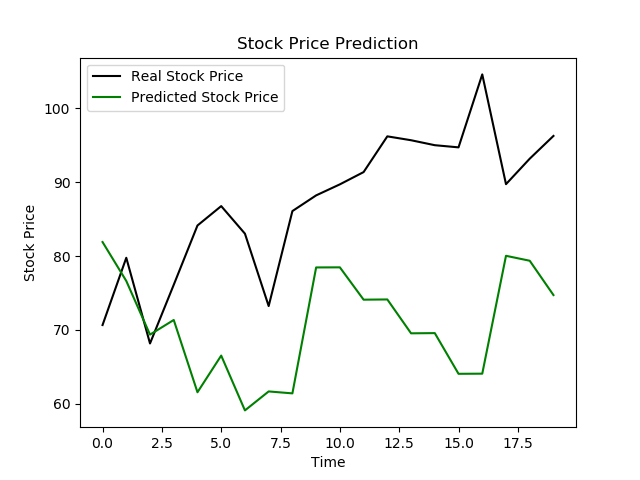 Stock Price Prediction
Real Stock Price
Predicted Stock Price
Stock Price
100
90
80
70
60
0.0 2.5 5.0 7.5 10.0 12.5 15.0 17.5
Time